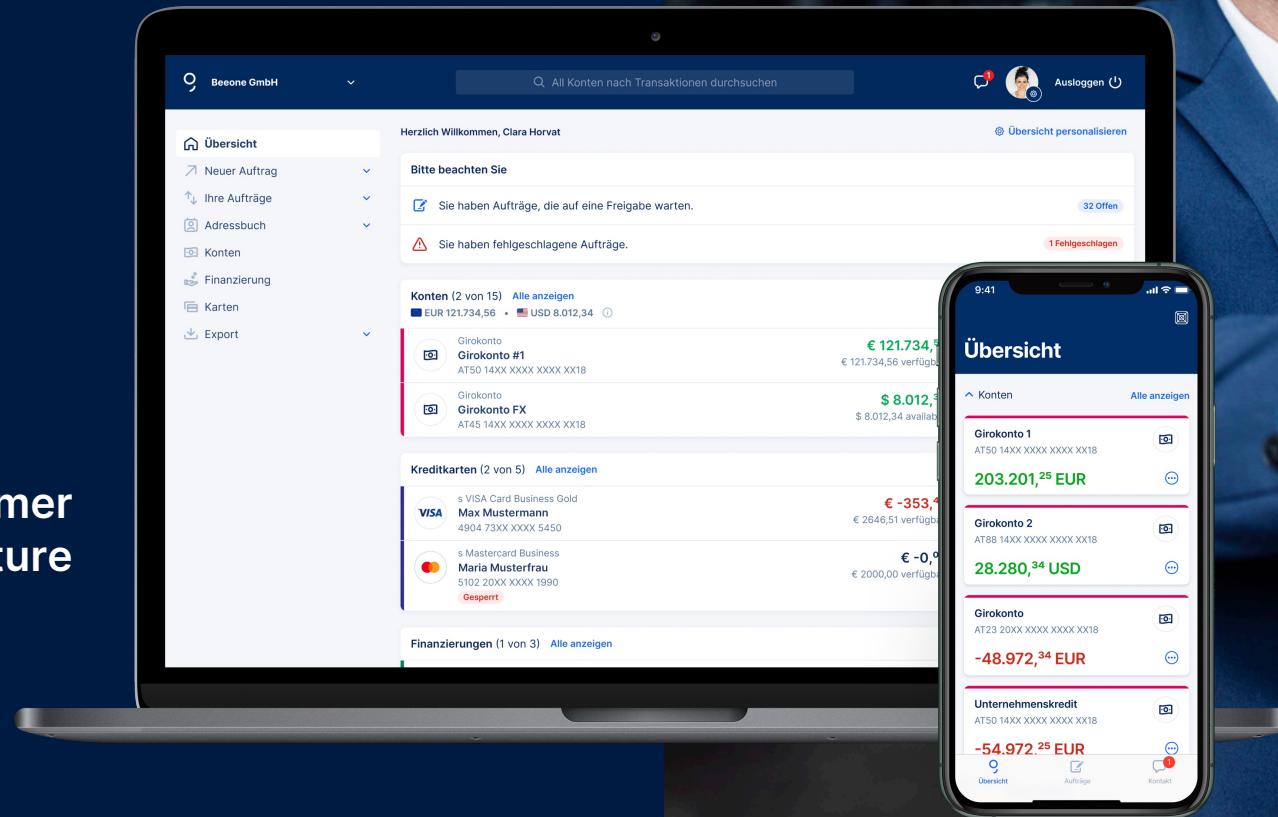 mer
ture
Beeone GmbH
All Konten nach Transaktionen durchsuchen
1
Ausloggen
Übersicht
Neuer Auftrag
Ihre Aufträge
Adressbuch
Konten
Finanzierung
Karten
Export
Herzlich Willkommen, Clara Horvat
Übersicht personalisieren
Bitte beachten Sie
Sie haben Aufträge, die auf eine Freigabe warten.
32 Offen
Sie haben fehlgeschlagene Aufträge.
1 Fehlgeschlagen
Konten (2 von 15) Alle anzeigen
EUR 121.734,56 • USD 8.012,34
Girokonto
Girokonto #1
AT50 14XX XXXX XXXX XX18
€ 121.734,
€ 121.734,56 verfügb
Girokonto
Girokonto FX
AT45 14XX XXXX XXXX XX18
$ 8.012,
$ 8.012,34 availab
Kreditkarten (2 von 5) Alle anzeigen
VISA
s VISA Card Business Gold
Max Mustermann
4904 73XX XXXX 5450
€ -353,4
€ 2646,51 verfügba
s Mastercard Business
Maria Musterfrau
5102 20XX XXXX 1990
Gesperrt
€ -0,0
€ 2000,00 verfügba
Finanzierungen (1 von 3) Alle anzeigen
9:41
Übersicht
Konten
Alle anzeigen
Girokonto 1
AT50 14XX XXXX XXXX XX18
203.201,25 EUR
Girokonto 2
AT88 14XX XXXX XXXX XX18
28.280,34 USD
Girokonto
AT23 20XX XXXX XXXX XX18
-48.972,34 EUR
Unternehmenskredit
AT50 14XX XXXX XXXX XX18
-54.972,25 EUR
Übersicht
Aufträge
1
Kontakt